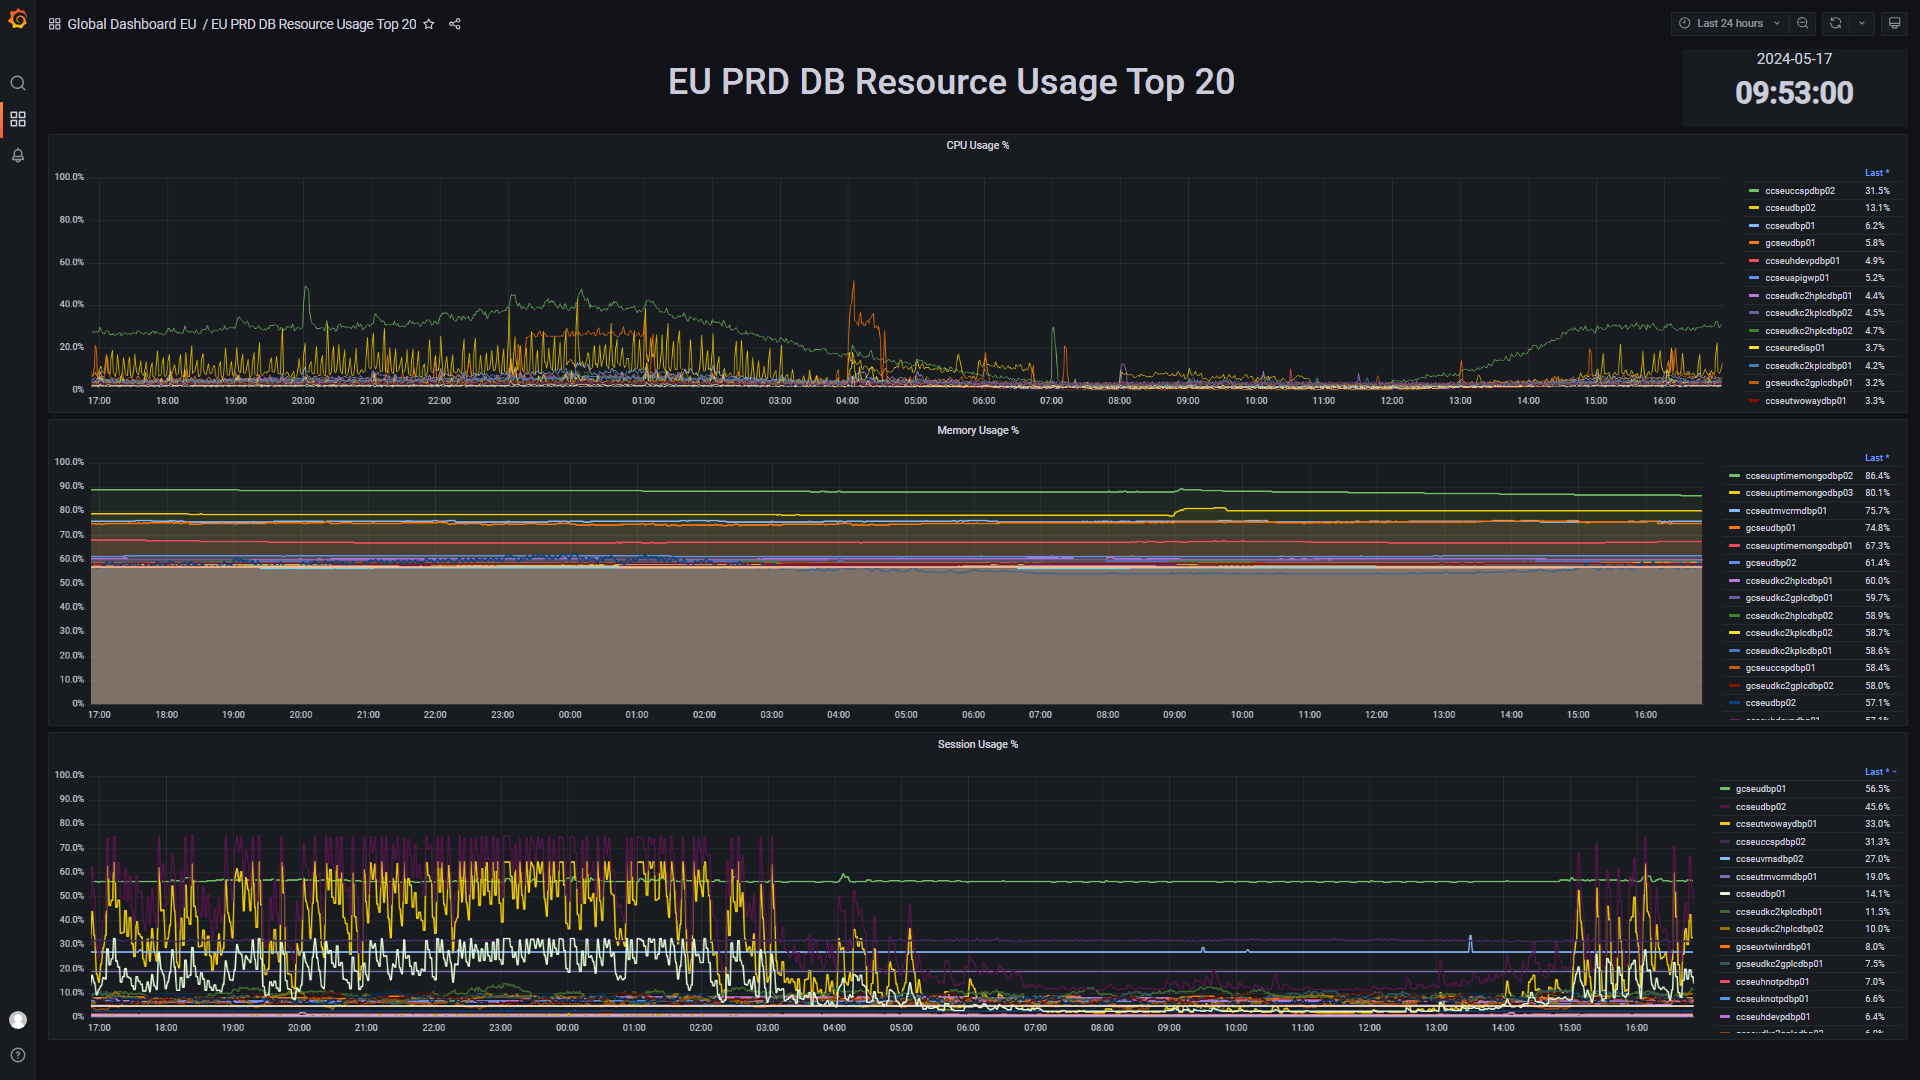 Global Dashboard EU / EU PRD DB Resource Usage Top 20
Last 24 hours
EU PRD DB Resource Usage Top 20
2024-05-17
09:53:00
CPU Usage %
100.0%
80.0%
60.0%
40.0%
20.0%
0%
17:00 18:00 19:00 20:00 21:00 22:00 23:00 00:00 01:00 02:00 03:00 04:00 05:00 06:00 07:00 08:00 09:00 10:00 11:00 12:00 13:00 14:00 15:00 16:00
Last *
ccseuccspdbp02 31.5%
ccseudbp02 13.1%
ccseudbp01 6.2%
gcseudbp01 5.8%
ccseuhdevpdbp01 4.9%
ccseuapigwp01 5.2%
ccseudkc2hplcdbp01 4.4%
ccseudkc2kplcdbp02 4.5%
ccseudkc2hplcdbp02 4.7%
ccseuredisp01 3.7%
ccseudkc2kplcdbp01 4.2%
gcseudkc2gplcdbp01 3.2%
ccseutwowaydbp01 3.3%
Memory Usage %
100.0%
90.0%
80.0%
70.0%
60.0%
50.0%
40.0%
30.0%
20.0%
10.0%
0%
17:00 18:00 19:00 20:00 21:00 22:00 23:00 00:00 01:00 02:00 03:00 04:00 05:00 06:00 07:00 08:00 09:00 10:00 11:00 12:00 13:00 14:00 15:00 16:00
Last *
ccseuuptimemongodbp02 86.4%
ccseuuptimemongodbp03 80.1%
ccseutmvcrmdbp01 75.7%
gcseudbp01 74.8%
ccseuuptimemongodbp01 67.3%
gcseudbp02 61.4%
ccseudkc2hplcdbp01 60.0%
gcseudkc2gplcdbp01 59.7%
ccseudkc2hplcdbp02 58.9%
ccseudkc2kplcdbp02 58.7%
ccseudkc2kplcdbp01 58.6%
gcseuccspdbp01 58.4%
gcseudkc2gplcdbp02 58.0%
ccseudbp02 57.1%
Session Usage %
100.0%
90.0%
80.0%
70.0%
60.0%
50.0%
40.0%
30.0%
20.0%
10.0%
0%
17:00 18:00 19:00 20:00 21:00 22:00 23:00 00:00 01:00 02:00 03:00 04:00 05:00 06:00 07:00 08:00 09:00 10:00 11:00 12:00 13:00 14:00 15:00 16:00
Last *
gcseudbp01 56.5%
ccseudbp02 45.6%
ccseutwowaydbp01 33.0%
ccseuccspdbp02 31.3%
ccseuvmsdbp02 27.0%
ccseutmvcrmdbp01 19.0%
ccseudbp01 14.1%
ccseudkc2kplcdbp01 11.5%
ccseudkc2hplcdbp02 10.0%
gcseuvtwinrdbp01 8.0%
gcseudkc2gplcdbp01 7.5%
ccseuhnotpdbp01 7.0%
ccseuknotpdbp01 6.6%
ccseuhdevpdbp01 6.4%